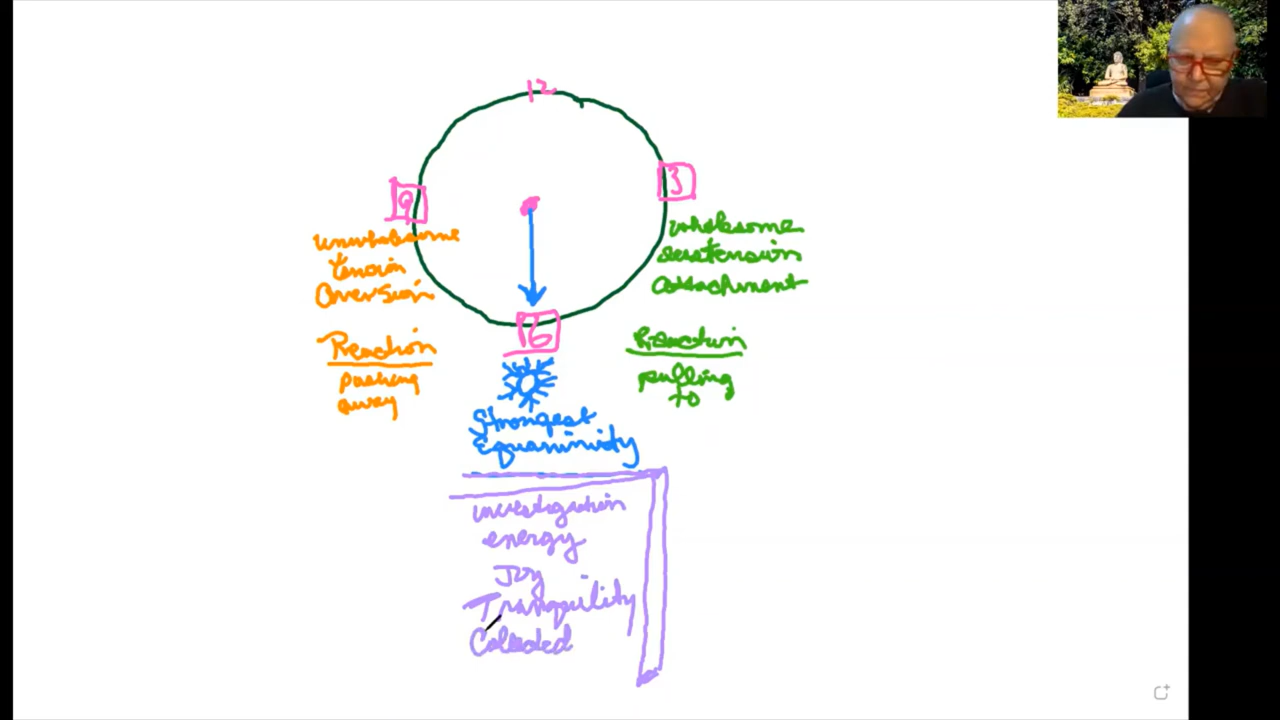 12
9
3
unwholesome
tension
aversion
wholesome
attachment
6
Reaction
pushing
away
Reaction
pulling
to
Strongest
Equanimity
investigation
energy
Joy
Tranquility
Collected